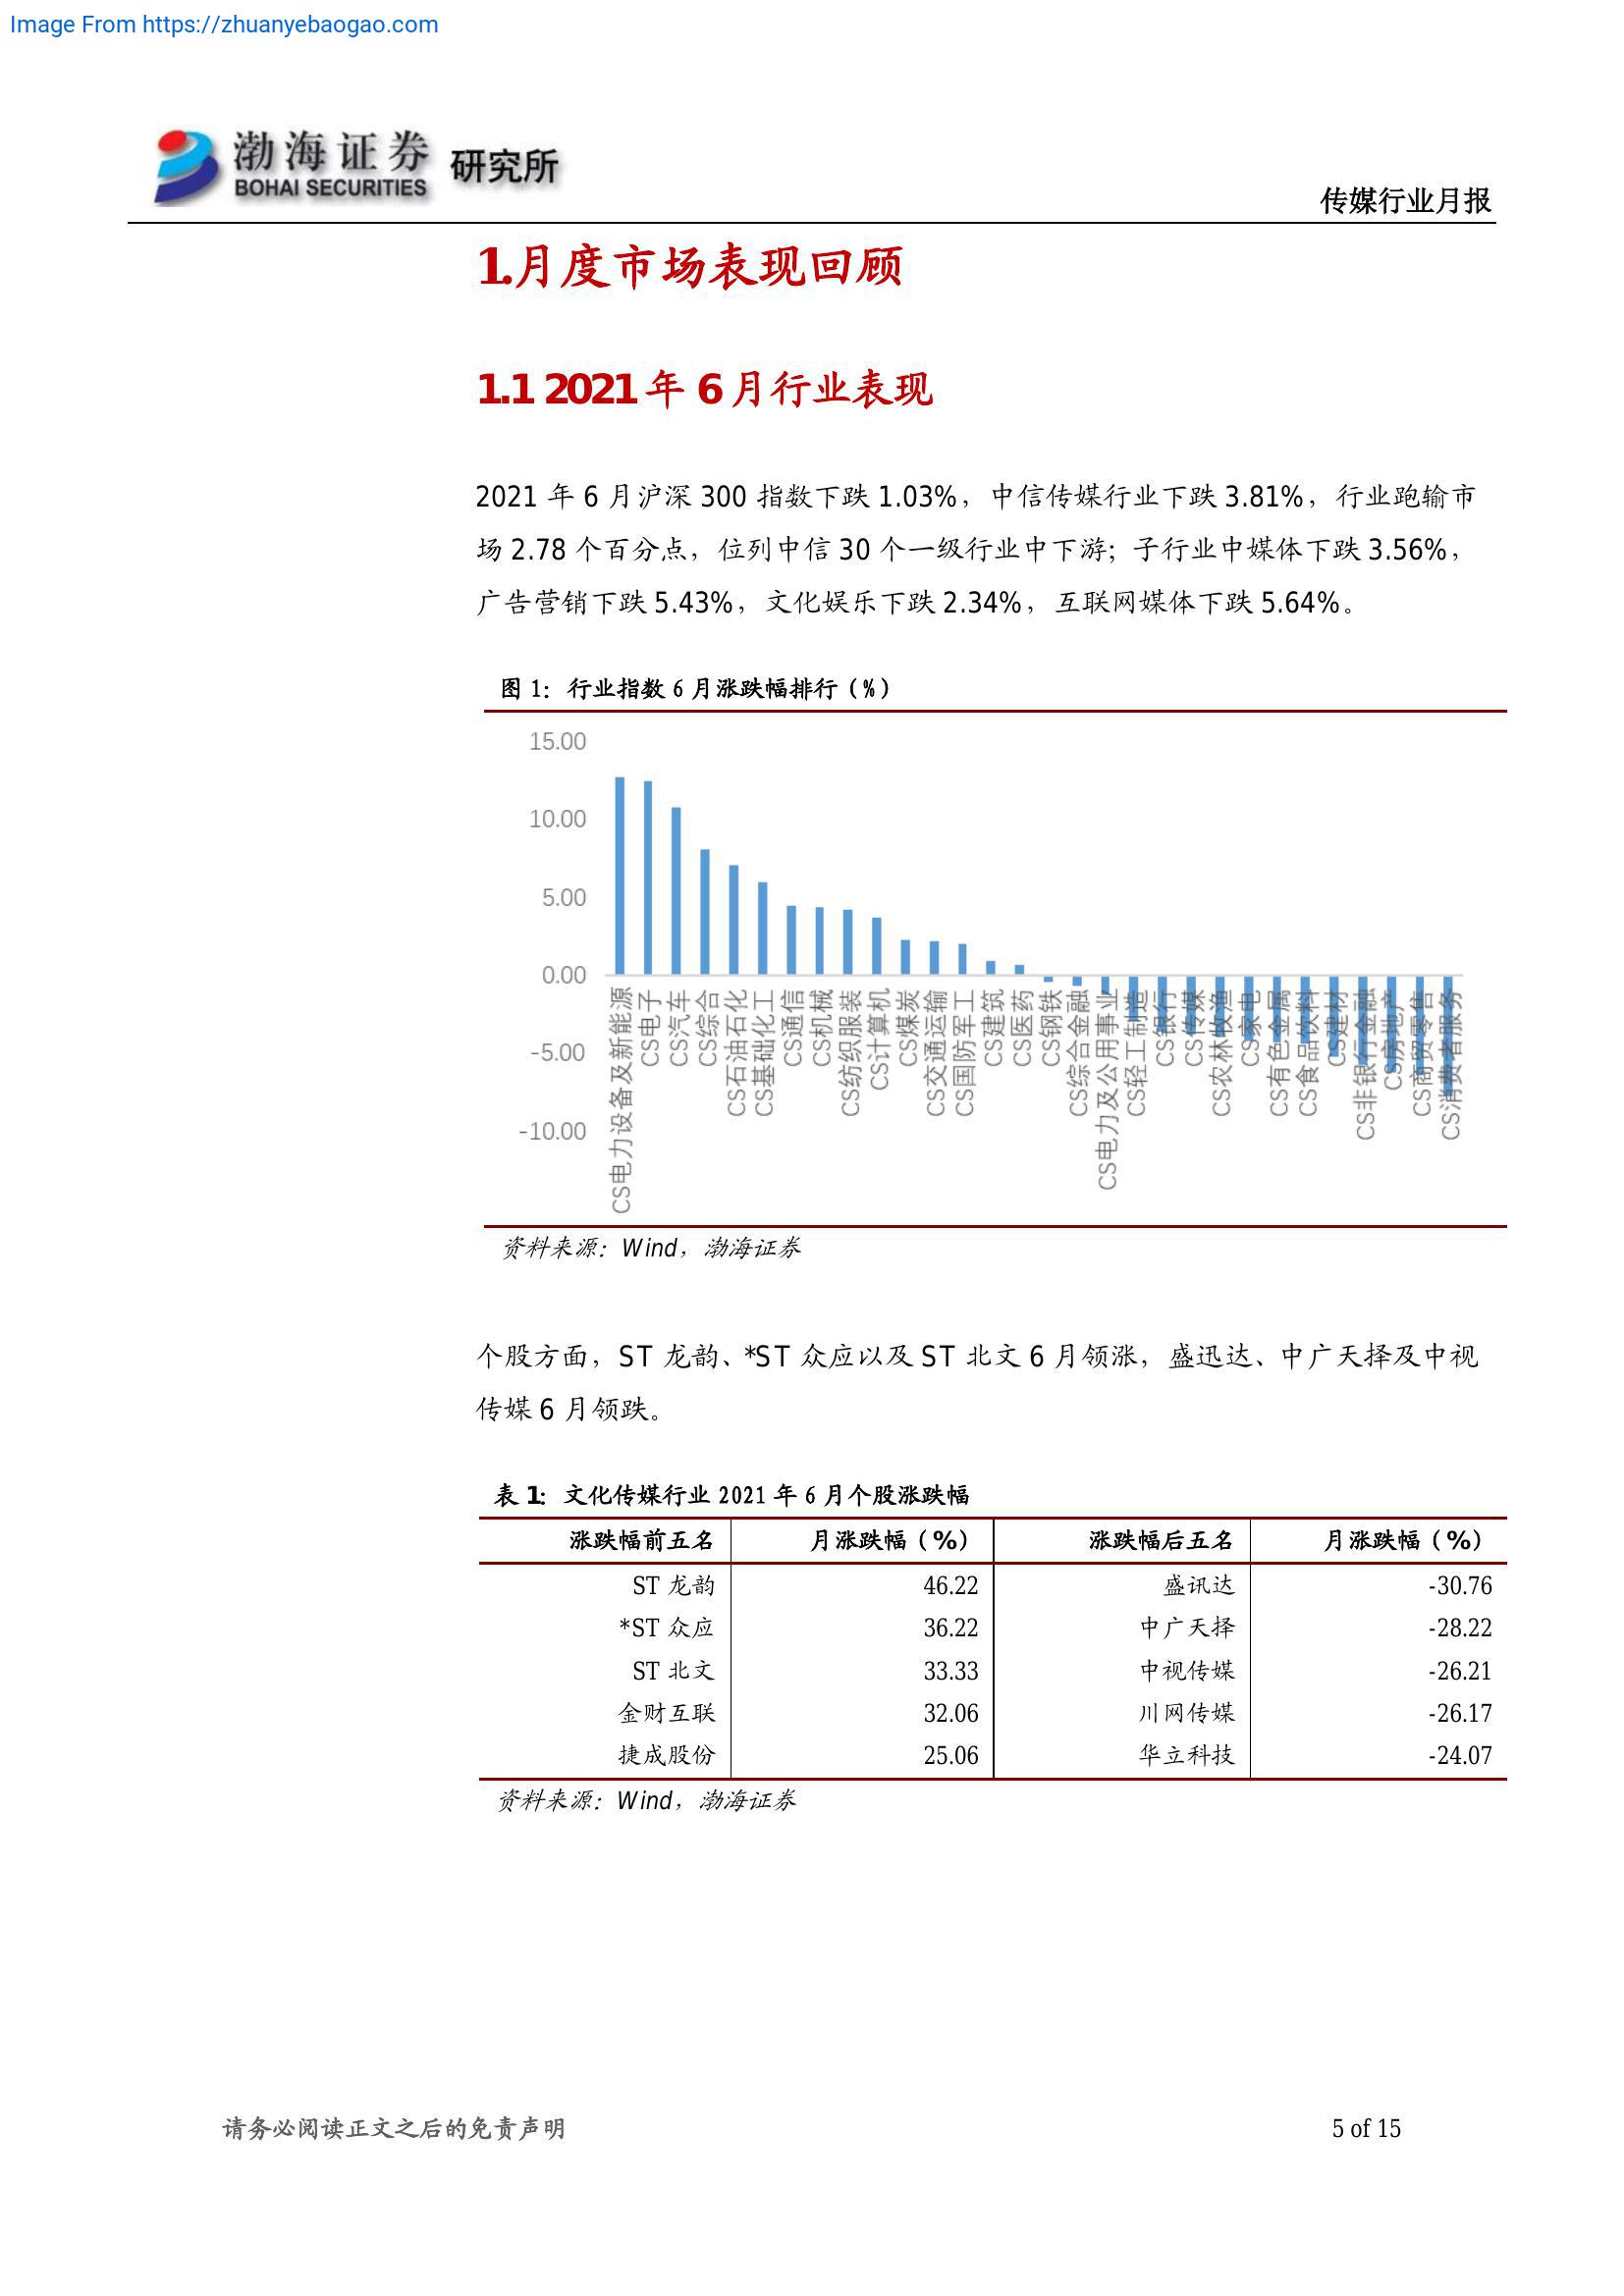 Image From https://zhuanyebaogao.com
渤海证券 研究所
BOHAI SECURITIES
传媒行业月报
1.月度市场表现回顾
1.1 2021 年 6 月行业表现
2021 年 6 月沪深 300 指数下跌 1.03%，中信传媒行业下跌 3.81%，行业跑输市
场 2.78 个百分点，位列中信 30 个一级行业中下游；子行业中媒体下跌 3.56%，
广告营销下跌 5.43%，文化娱乐下跌 2.34%，互联网媒体下跌 5.64%。
图 1：行业指数 6 月涨跌幅排行（%）
15.00
10.00
5.00
0.00
-5.00
-10.00
CS电力设备及新能源
CS电子
CS汽车
CS综合
CS石油石化
CS基础化工
CS通信
CS机械
CS纺织服装
CS计算机
CS煤炭
CS交通运输
CS国防军工
CS建筑
CS医药
CS钢铁
CS综合金融
CS电力及公用事业
CS轻工制造
CS银行
CS传媒
CS农林牧渔
CS家电
CS有色金属
CS食品饮料
CS建材
CS非银行金融
CS房地产
CS商贸零售
CS消费者服务
资料来源：Wind，渤海证券
个股方面，ST 龙韵、*ST 众应以及 ST 北文 6 月领涨，盛迅达、中广天择及中视
传媒 6 月领跌。
表 1：文化传媒行业 2021 年 6 月个股涨跌幅
涨跌幅前五名 月涨跌幅（%） 涨跌幅后五名 月涨跌幅（%）
ST 龙韵 46.22 盛讯达 -30.76
*ST 众应 36.22 中广天择 -28.22
ST 北文 33.33 中视传媒 -26.21
金财互联 32.06 川网传媒 -26.17
捷成股份 25.06 华立科技 -24.07
资料来源：Wind，渤海证券
请务必阅读正文之后的免责声明 5 of 15